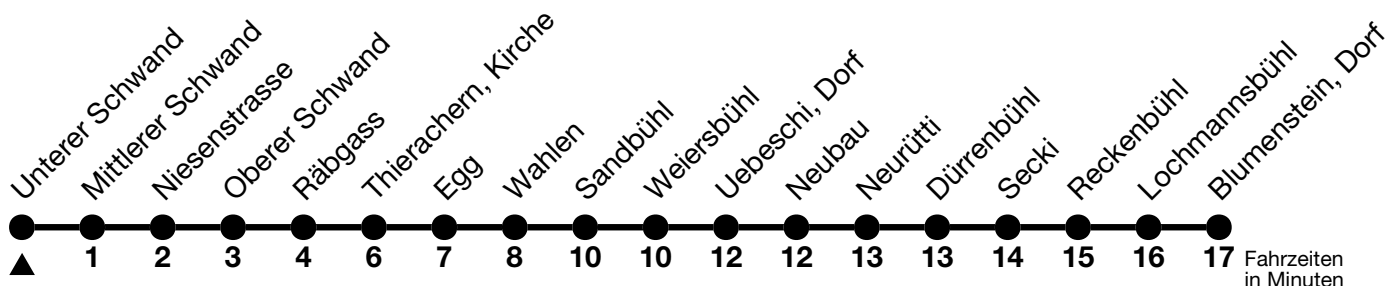 Unterer Schwand
Mittlerer Schwand
Niesenstrasse
Oberer Schwand
Räbgass
Thierachern, Kirche
Egg
Wahlen
Sandbühl
Weiersbühl
Uebeschi, Dorf
Neubau
Neurütti
Dürrenbühl
Secki
Reckenbühl
Lochmannsbühl
Blumenstein, Dorf
1 2 3 4 6 7 8 10 10 12 12 13 13 14 15 16 17
Fahrzeiten
in Minuten